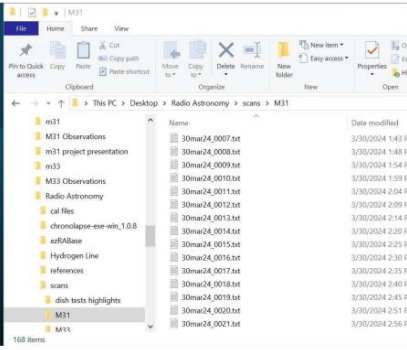 M31
File Home Share View
Pin to Quick access
Copy
Paste
Cut
Copy path
Paste shortcut
Clipboard
Move to
Copy to
Delete
Rename
Organize
New folder
New item
Easy access
New
Properties
Open
This PC > Desktop > Radio Astronomy > scans > M31
m31
M31 Observations
m31 project presentation
m33
M33 Observations
Radio Astronomy
cal files
chronolapse-exe-win_1.0.8
ezRABase
Hydrogen Line
references
scans
dish tests highlights
M31
M33
Name Date modified
30mar24_0007.txt 3/30/2024 1:43 P
30mar24_0008.txt 3/30/2024 1:48 P
30mar24_0009.txt 3/30/2024 1:54 P
30mar24_0010.txt 3/30/2024 1:59 P
30mar24_0011.txt 3/30/2024 2:04 P
30mar24_0012.txt 3/30/2024 2:09 P
30mar24_0013.txt 3/30/2024 2:14 P
30mar24_0014.txt 3/30/2024 2:20 P
30mar24_0015.txt 3/30/2024 2:25 P
30mar24_0016.txt 3/30/2024 2:30 P
30mar24_0017.txt 3/30/2024 2:35 P
30mar24_0018.txt 3/30/2024 2:40 P
30mar24_0019.txt 3/30/2024 2:45 P
30mar24_0020.txt 3/30/2024 2:51 P
30mar24_0021.txt 3/30/2024 2:56 P
168 items